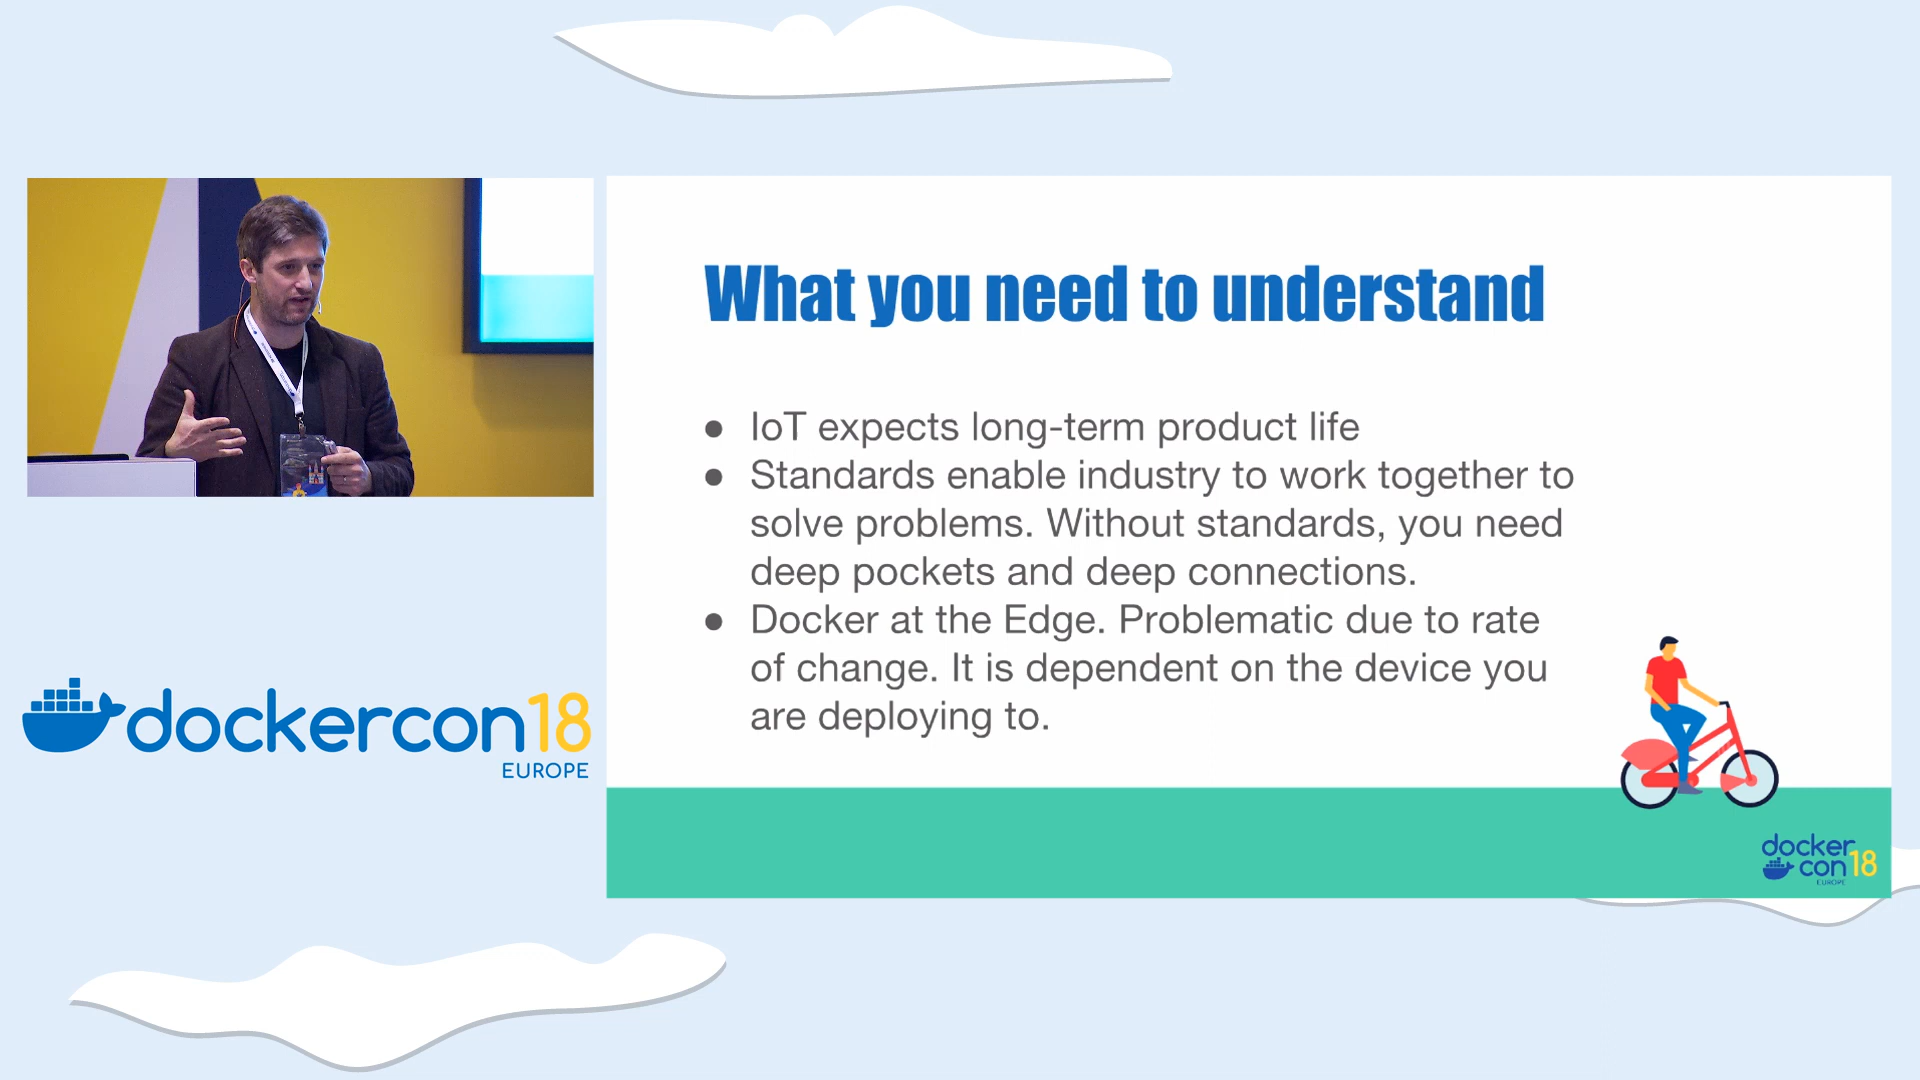 What you need to understand
● IoT expects long-term product life
● Standards enable industry to work together to
solve problems. Without standards, you need
deep pockets and deep connections.
● Docker at the Edge. Problematic due to rate
of change. It is dependent on the device you
are deploying to.
dockercon18
EUROPE
docker
con18
EUROPE